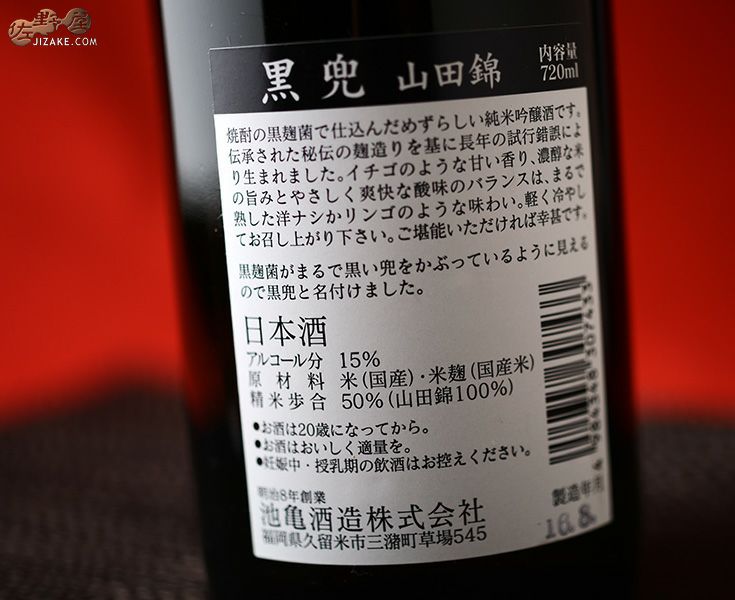 佐野屋
JIZAKE.COM
黒兜 山田錦
内容量
720ml
焼酎の黒麹菌で仕込んだめずらしい純米吟醸酒です。
伝承された秘伝の麹造りを基に長年の試行錯誤によ
り生まれました。イチゴのような甘い香り、濃醇な米
の旨みとやさしく爽快な酸味のバランスは、まるで
熟した洋ナシかリンゴのような味わい。軽く冷やし
てお召し上がり下さい。ご堪能いただければ幸甚です。
黒麹菌がまるで黒い兜をかぶっているように見える
ので黒兜と名付けました。
日本酒
アルコール分 15%
原材料 米(国産)・米麹(国産米)
精米歩合 50%(山田錦100%)
●お酒は20歳になってから。
●お酒はおいしく適量を。
●妊娠中・授乳期の飲酒はお控えください。
明治8年創業
池亀酒造株式会社
福岡県久留米市三潴町草場545
製造年月
16.8.